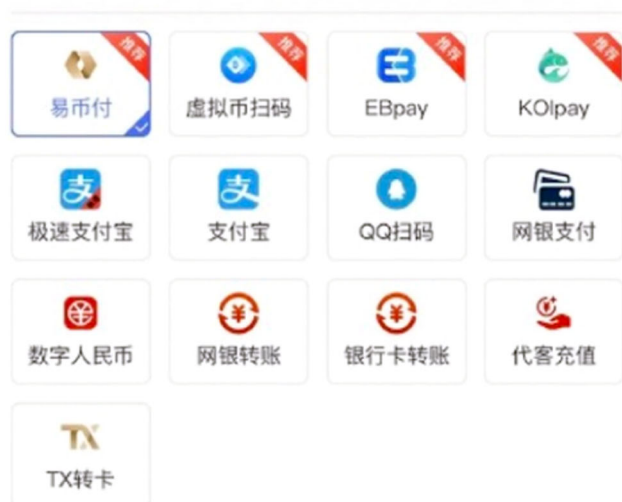 推荐
易币付
推荐
虚拟币扫码
推荐
EBpay
推荐
KOIpay
极速支付宝
支付宝
QQ扫码
网银支付
数字人民币
网银转账
银行卡转账
代客充值
TX转卡